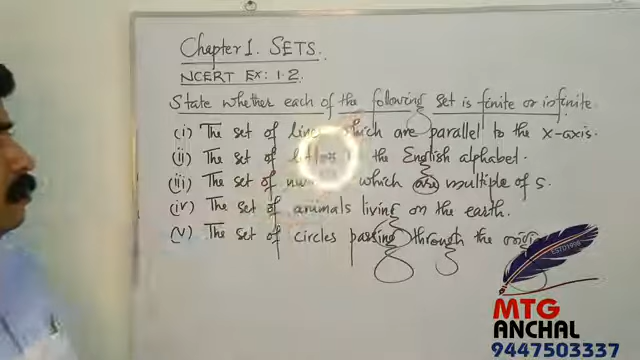 Chapter 1. SETS.
NCERT Ex: 1.2
State whether each of the following set is finite or infinite.
(i) The set of lines which are parallel to the x-axis.
(ii) The set of the English alphabet.
(iii) The set of which are multiple of 5.
(iv) The set of animals living on the earth.
(v) The set of circles passing through the
ESTD1998
MTG
ANCHAL
9447503337